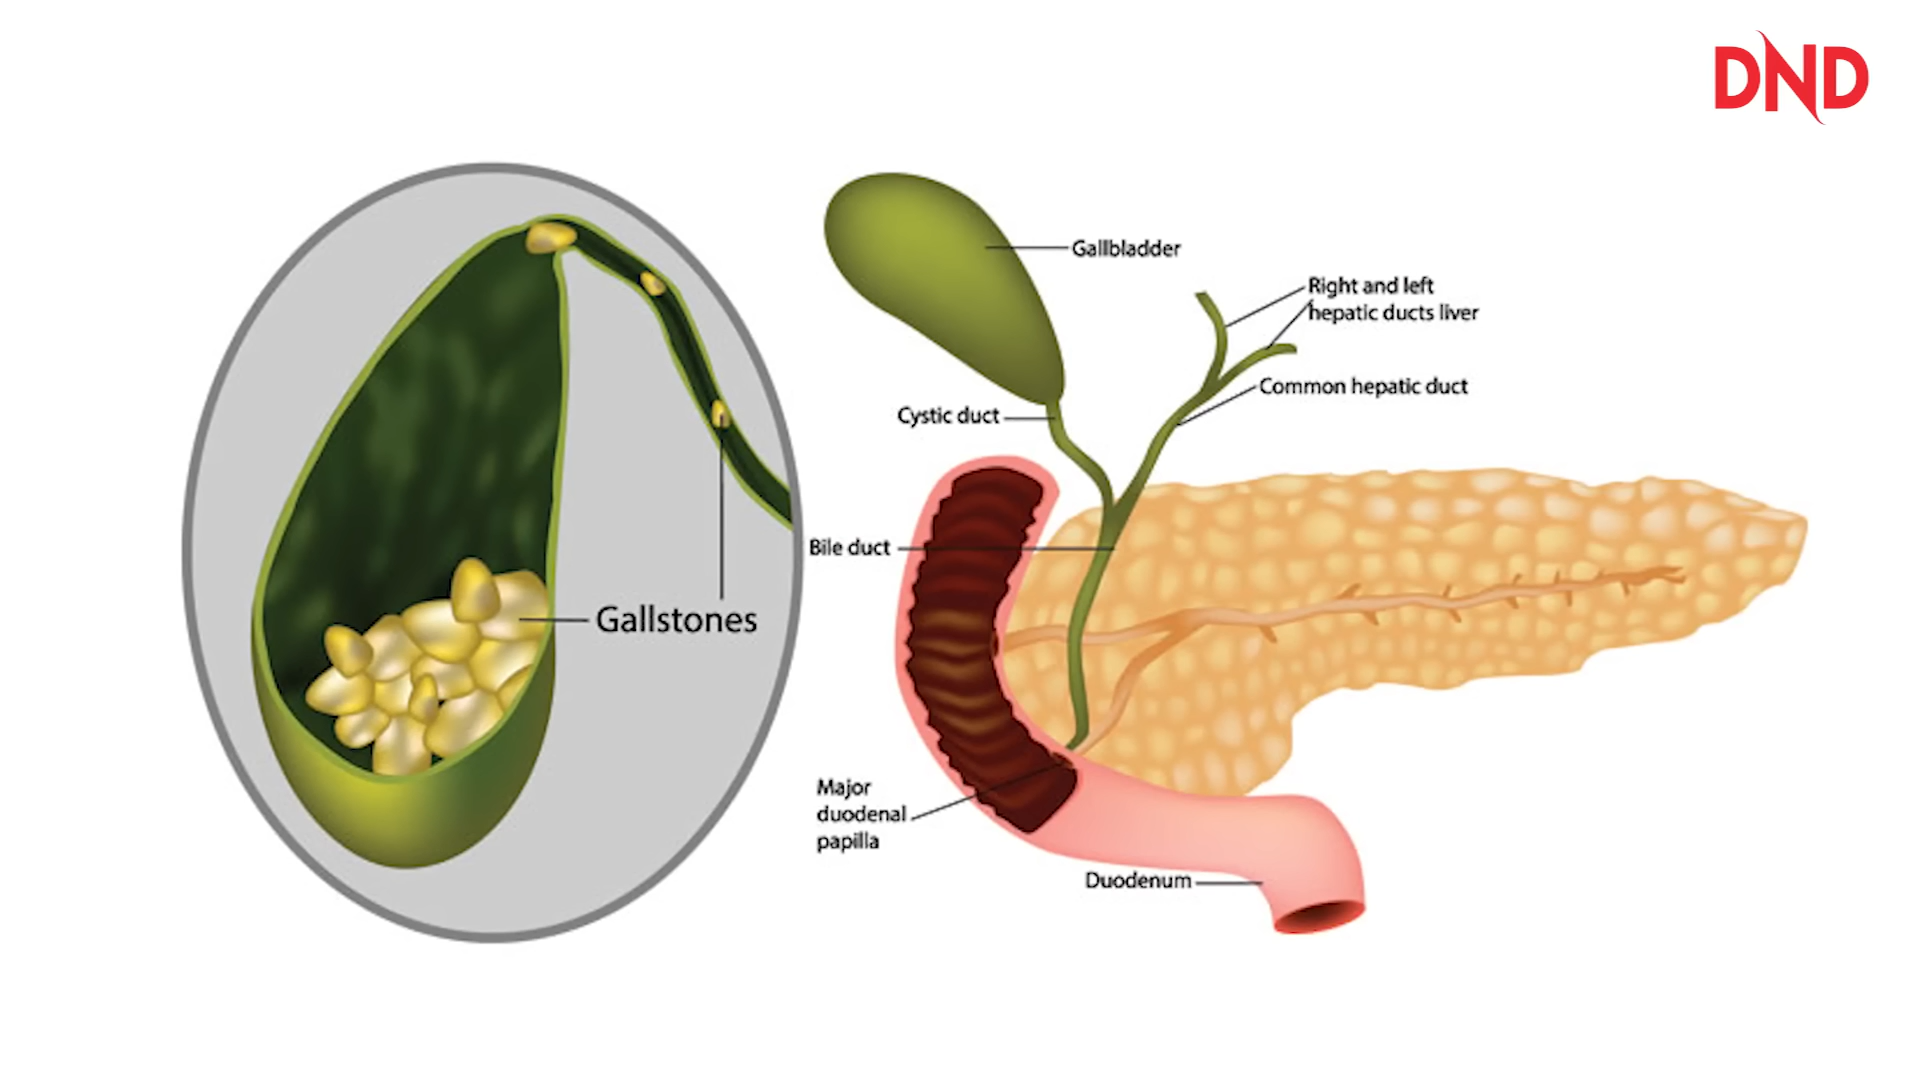 DND
Gallbladder
Right and left
hepatic ducts liver
Common hepatic duct
Cystic duct
Bile duct
Gallstones
Major
duodenal
papilla
Duodenum